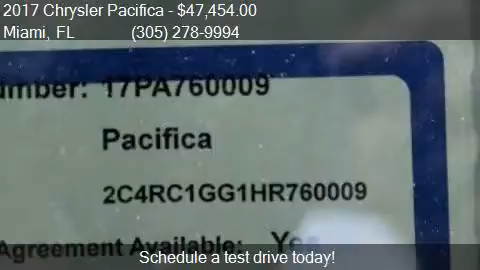 2017 Chrysler Pacifica - $47,454.00
Miami, FL (305) 278-9994
umber: 17PA760009
Pacifica
2C4RC1GG1HR760009
Agreement Available: Yes
Schedule a test drive today!